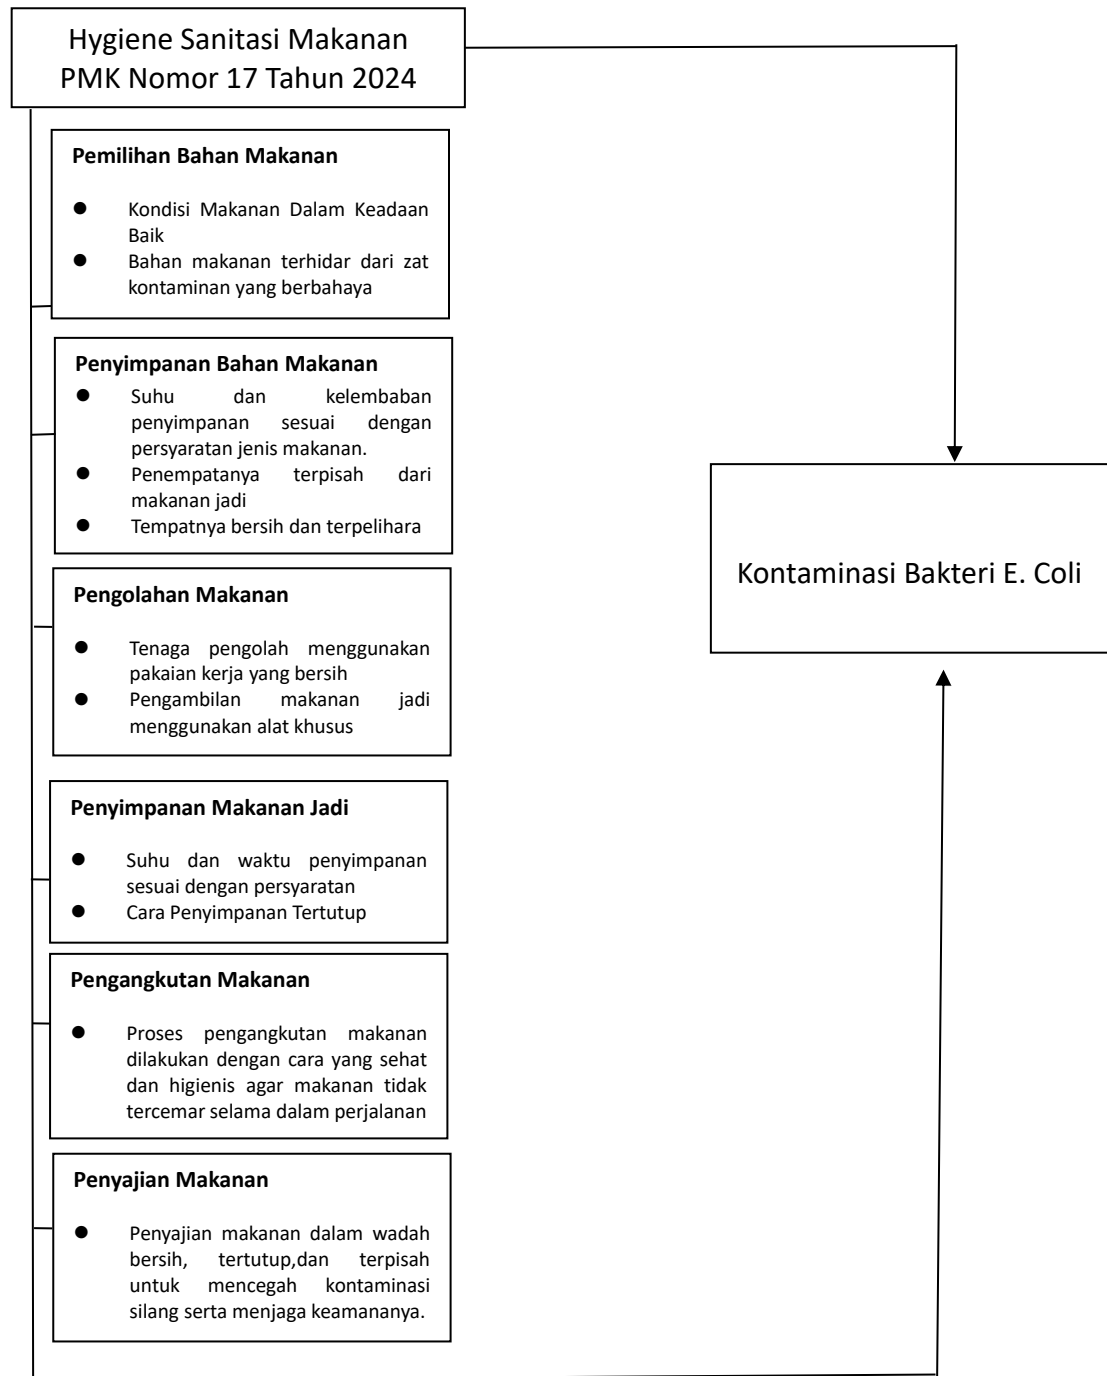 Hygiene Sanitasi Makanan
PMK Nomor 17 Tahun 2024
Pemilihan Bahan Makanan
● Kondisi Makanan Dalam Keadaan
Baik
● Bahan makanan terhidar dari zat
kontaminan yang berbahaya
Penyimpanan Bahan Makanan
● Suhu dan kelembaban
penyimpanan sesuai dengan
persyaratan jenis makanan.
● Penempatanya terpisah dari
makanan jadi
● Tempatnya bersih dan terpelihara
Pengolahan Makanan
● Tenaga pengolah menggunakan
pakaian kerja yang bersih
● Pengambilan makanan jadi
menggunakan alat khusus
Penyimpanan Makanan Jadi
● Suhu dan waktu penyimpanan
sesuai dengan persyaratan
● Cara Penyimpanan Tertutup
Pengangkutan Makanan
● Proses pengangkutan makanan
dilakukan dengan cara yang sehat
dan higienis agar makanan tidak
tercemar selama dalam perjalanan
Penyajian Makanan
● Penyajian makanan dalam wadah
bersih, tertutup,dan terpisah
untuk mencegah kontaminasi
silang serta menjaga keamananya.
Kontaminasi Bakteri E. Coli